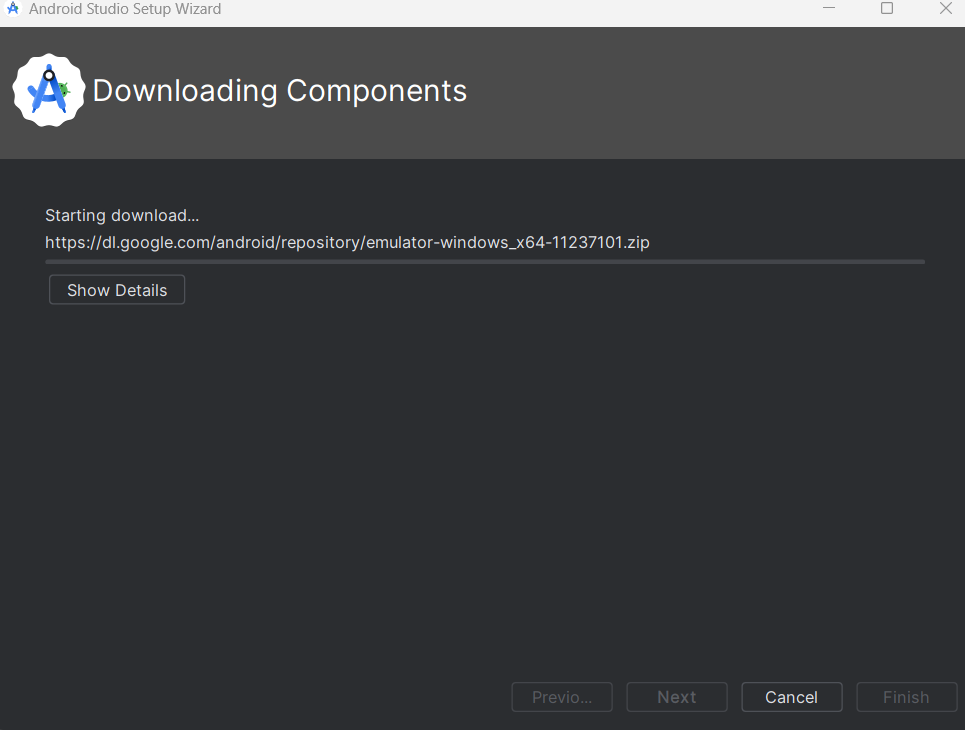 Android Studio Setup Wizard
Downloading Components
Starting download...
https://dl.google.com/android/repository/emulator-windows_x64-11237101.zip
Show Details
Previo... Next Cancel Finish